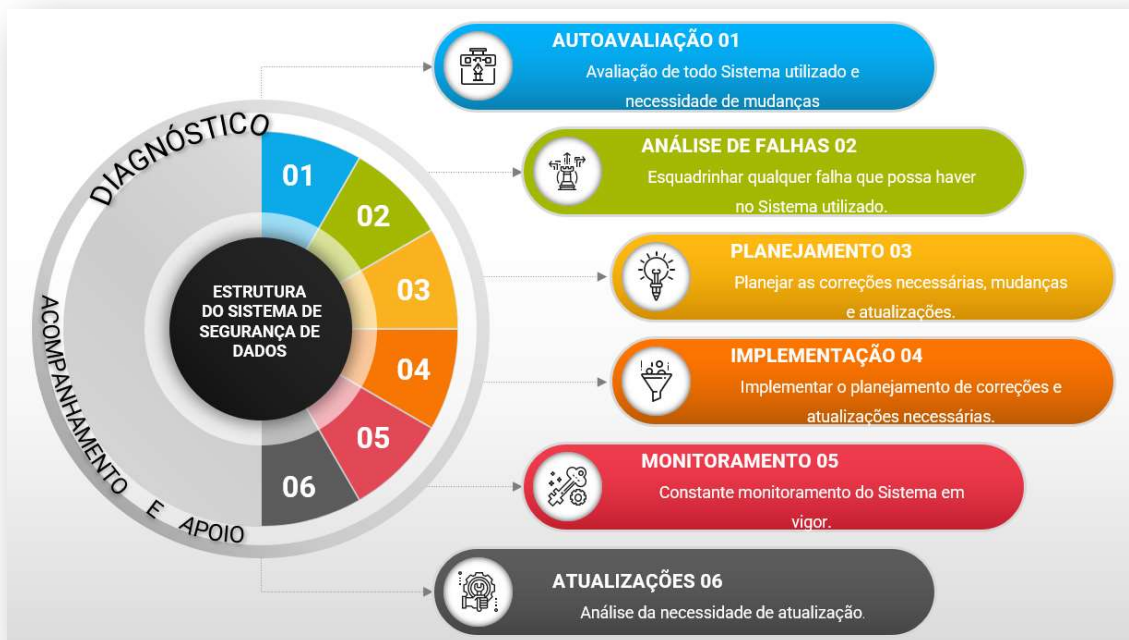 DIAGNÓSTICO
ACOMPANHAMENTO E APOIO
ESTRUTURA
DO SISTEMA DE
SEGURANÇA DE
DADOS
01
02
03
04
05
06
AUTOAVALIAÇÃO 01
Avaliação de todo Sistema utilizado e
necessidade de mudanças
ANÁLISE DE FALHAS 02
Esquadrinhar qualquer falha que possa haver
no Sistema utilizado.
PLANEJAMENTO 03
Planejar as correções necessárias, mudanças
e atualizações.
IMPLEMENTAÇÃO 04
Implementar o planejamento de correções e
atualizações necessárias.
MONITORAMENTO 05
Constante monitoramento do Sistema em
vigor.
ATUALIZAÇÕES 06
Análise da necessidade de atualização.